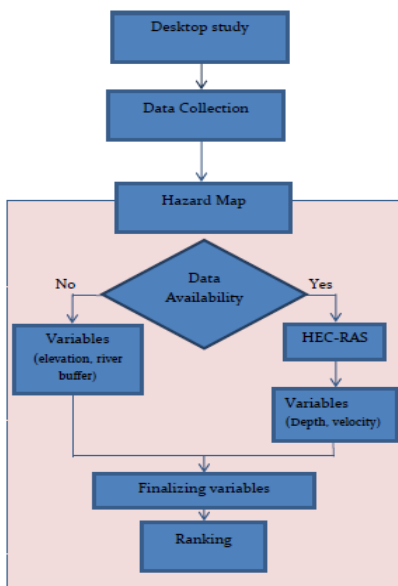 Desktop study
Data Collection
Hazard Map
Data
Availability
No
Yes
Variables
(elevation, river
buffer)
HEC-RAS
Variables
(Depth, velocity)
Finalizing variables
Ranking